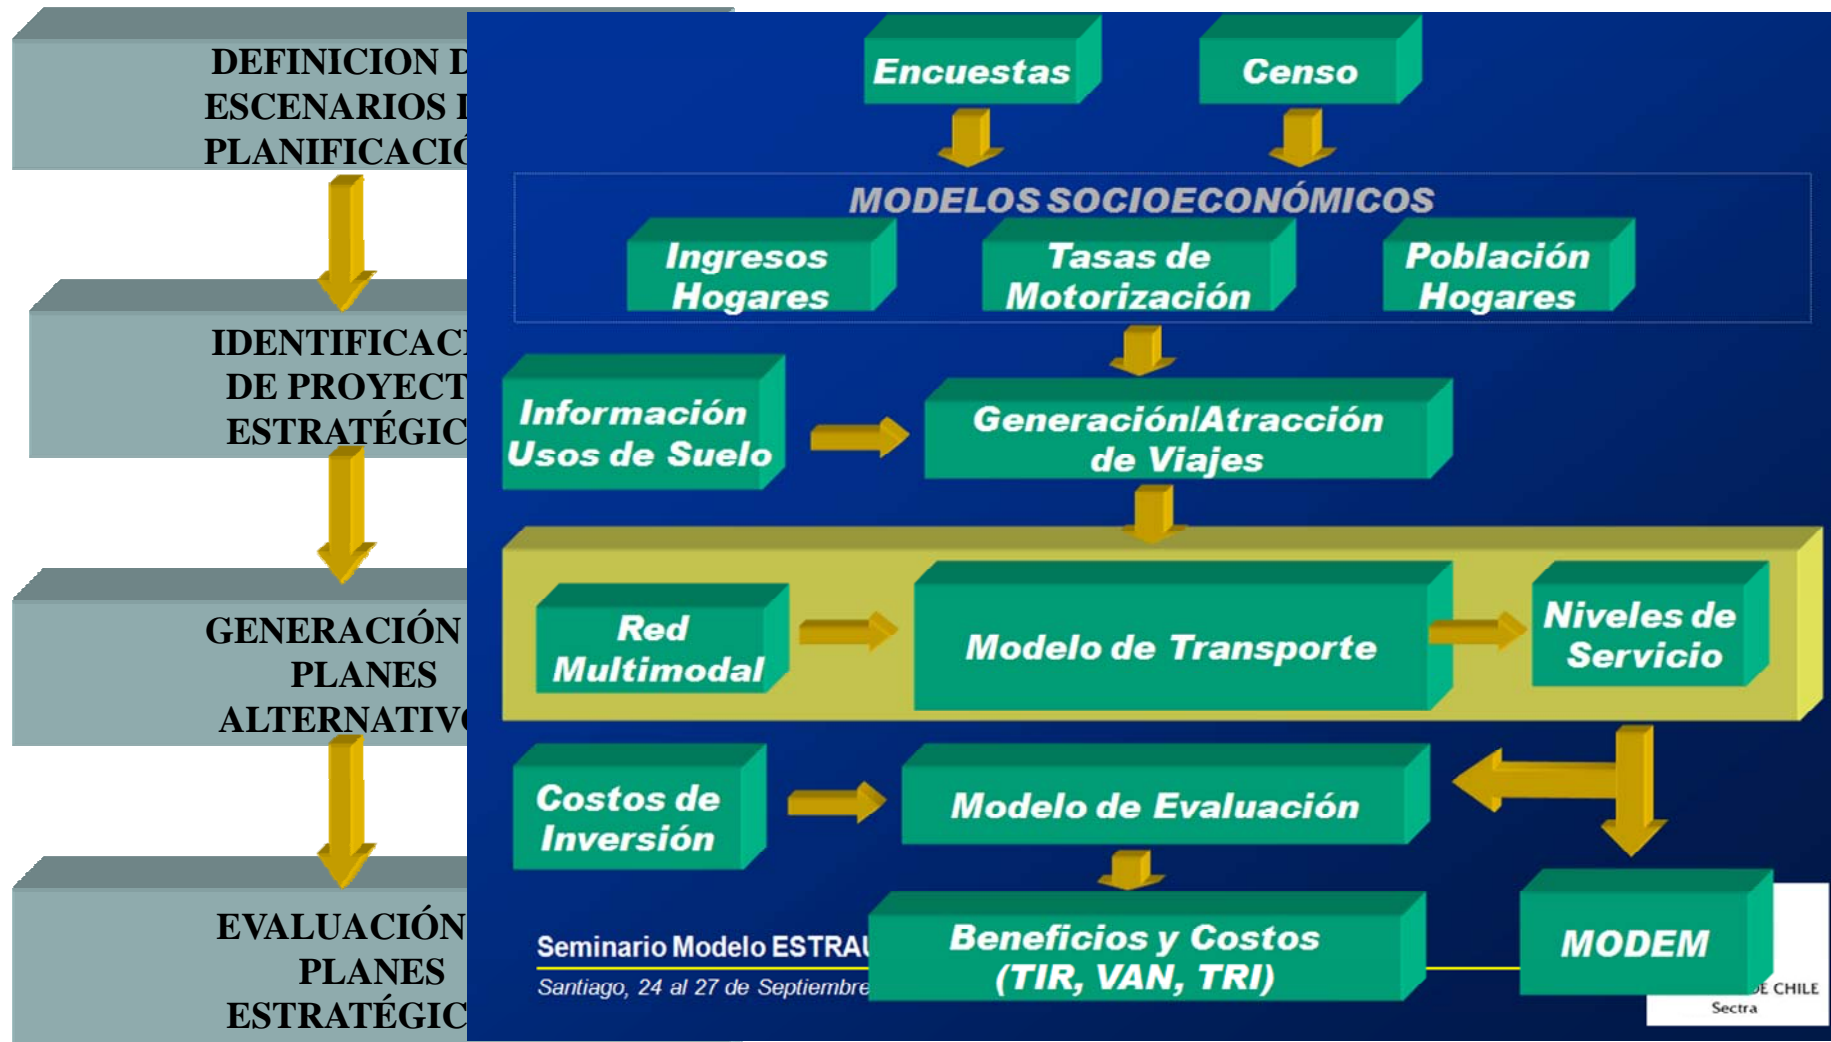 DEFINICION D
ESCENARIOS
PLANIFICACIÓ
IDENTIFICAC
DE PROYECT
ESTRATÉGIC
GENERACIÓN
PLANES
ALTERNATIV
EVALUACIÓN
PLANES
ESTRATÉGIC
Encuestas
Censo
MODELOS SOCIOECONÓMICOS
Ingresos
Hogares
Tasas de
Motorización
Población
Hogares
Información
Usos de Suelo
Generación/Atracción
de Viajes
Red
Multimodal
Modelo de Transporte
Niveles de
Servicio
Costos de
Inversión
Modelo de Evaluación
Beneficios y Costos
(TIR, VAN, TRI)
MODEM
Seminario Modelo ESTRAU
Santiago, 24 al 27 de Septiembre
DE CHILE
Sectra